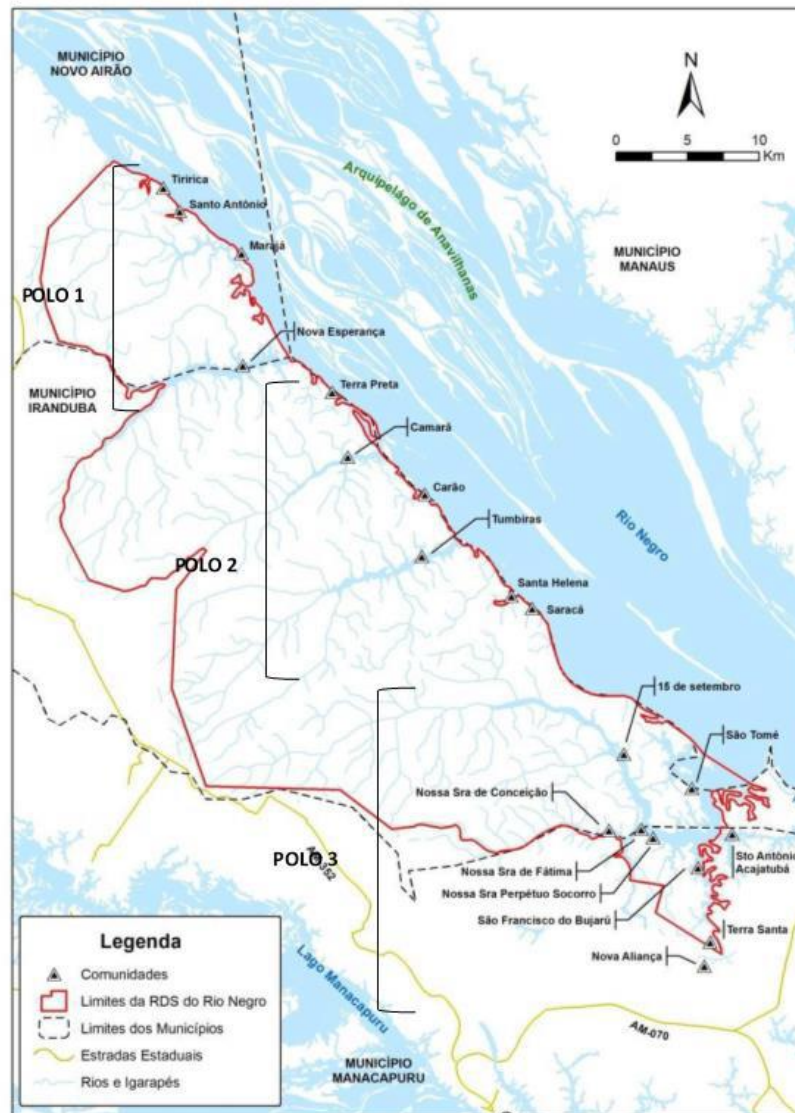 MUNICÍPIO
NOVO AIRÃO
N
0 5 10
Km
Tiririca
Santo Antônio
Arquipelágo de Anavilhanas
MUNICÍPIO
MANAUS
Marajá
POLO 1
Nova Esperança
MUNICÍPIO
IRANDUBA
Terra Preta
Camará
Carão
Tumbiras
Rio Negro
POLO 2
Santa Helena
Saracá
15 de setembro
São Tomé
Nossa Sra de Conceição
POLO 3
Nossa Sra de Fátima
Sto Antônio
Acajatubá
Nossa Sra Perpétuo Socorro
São Francisco do Bujarú
Terra Santa
Nova Aliança
Legenda
Comunidades
Limites da RDS do Rio Negro
Limites dos Municípios
Estradas Estaduais
Rios e Igarapés
Lago Manacapuru
AM-070
MUNICÍPIO
MANACAPURU